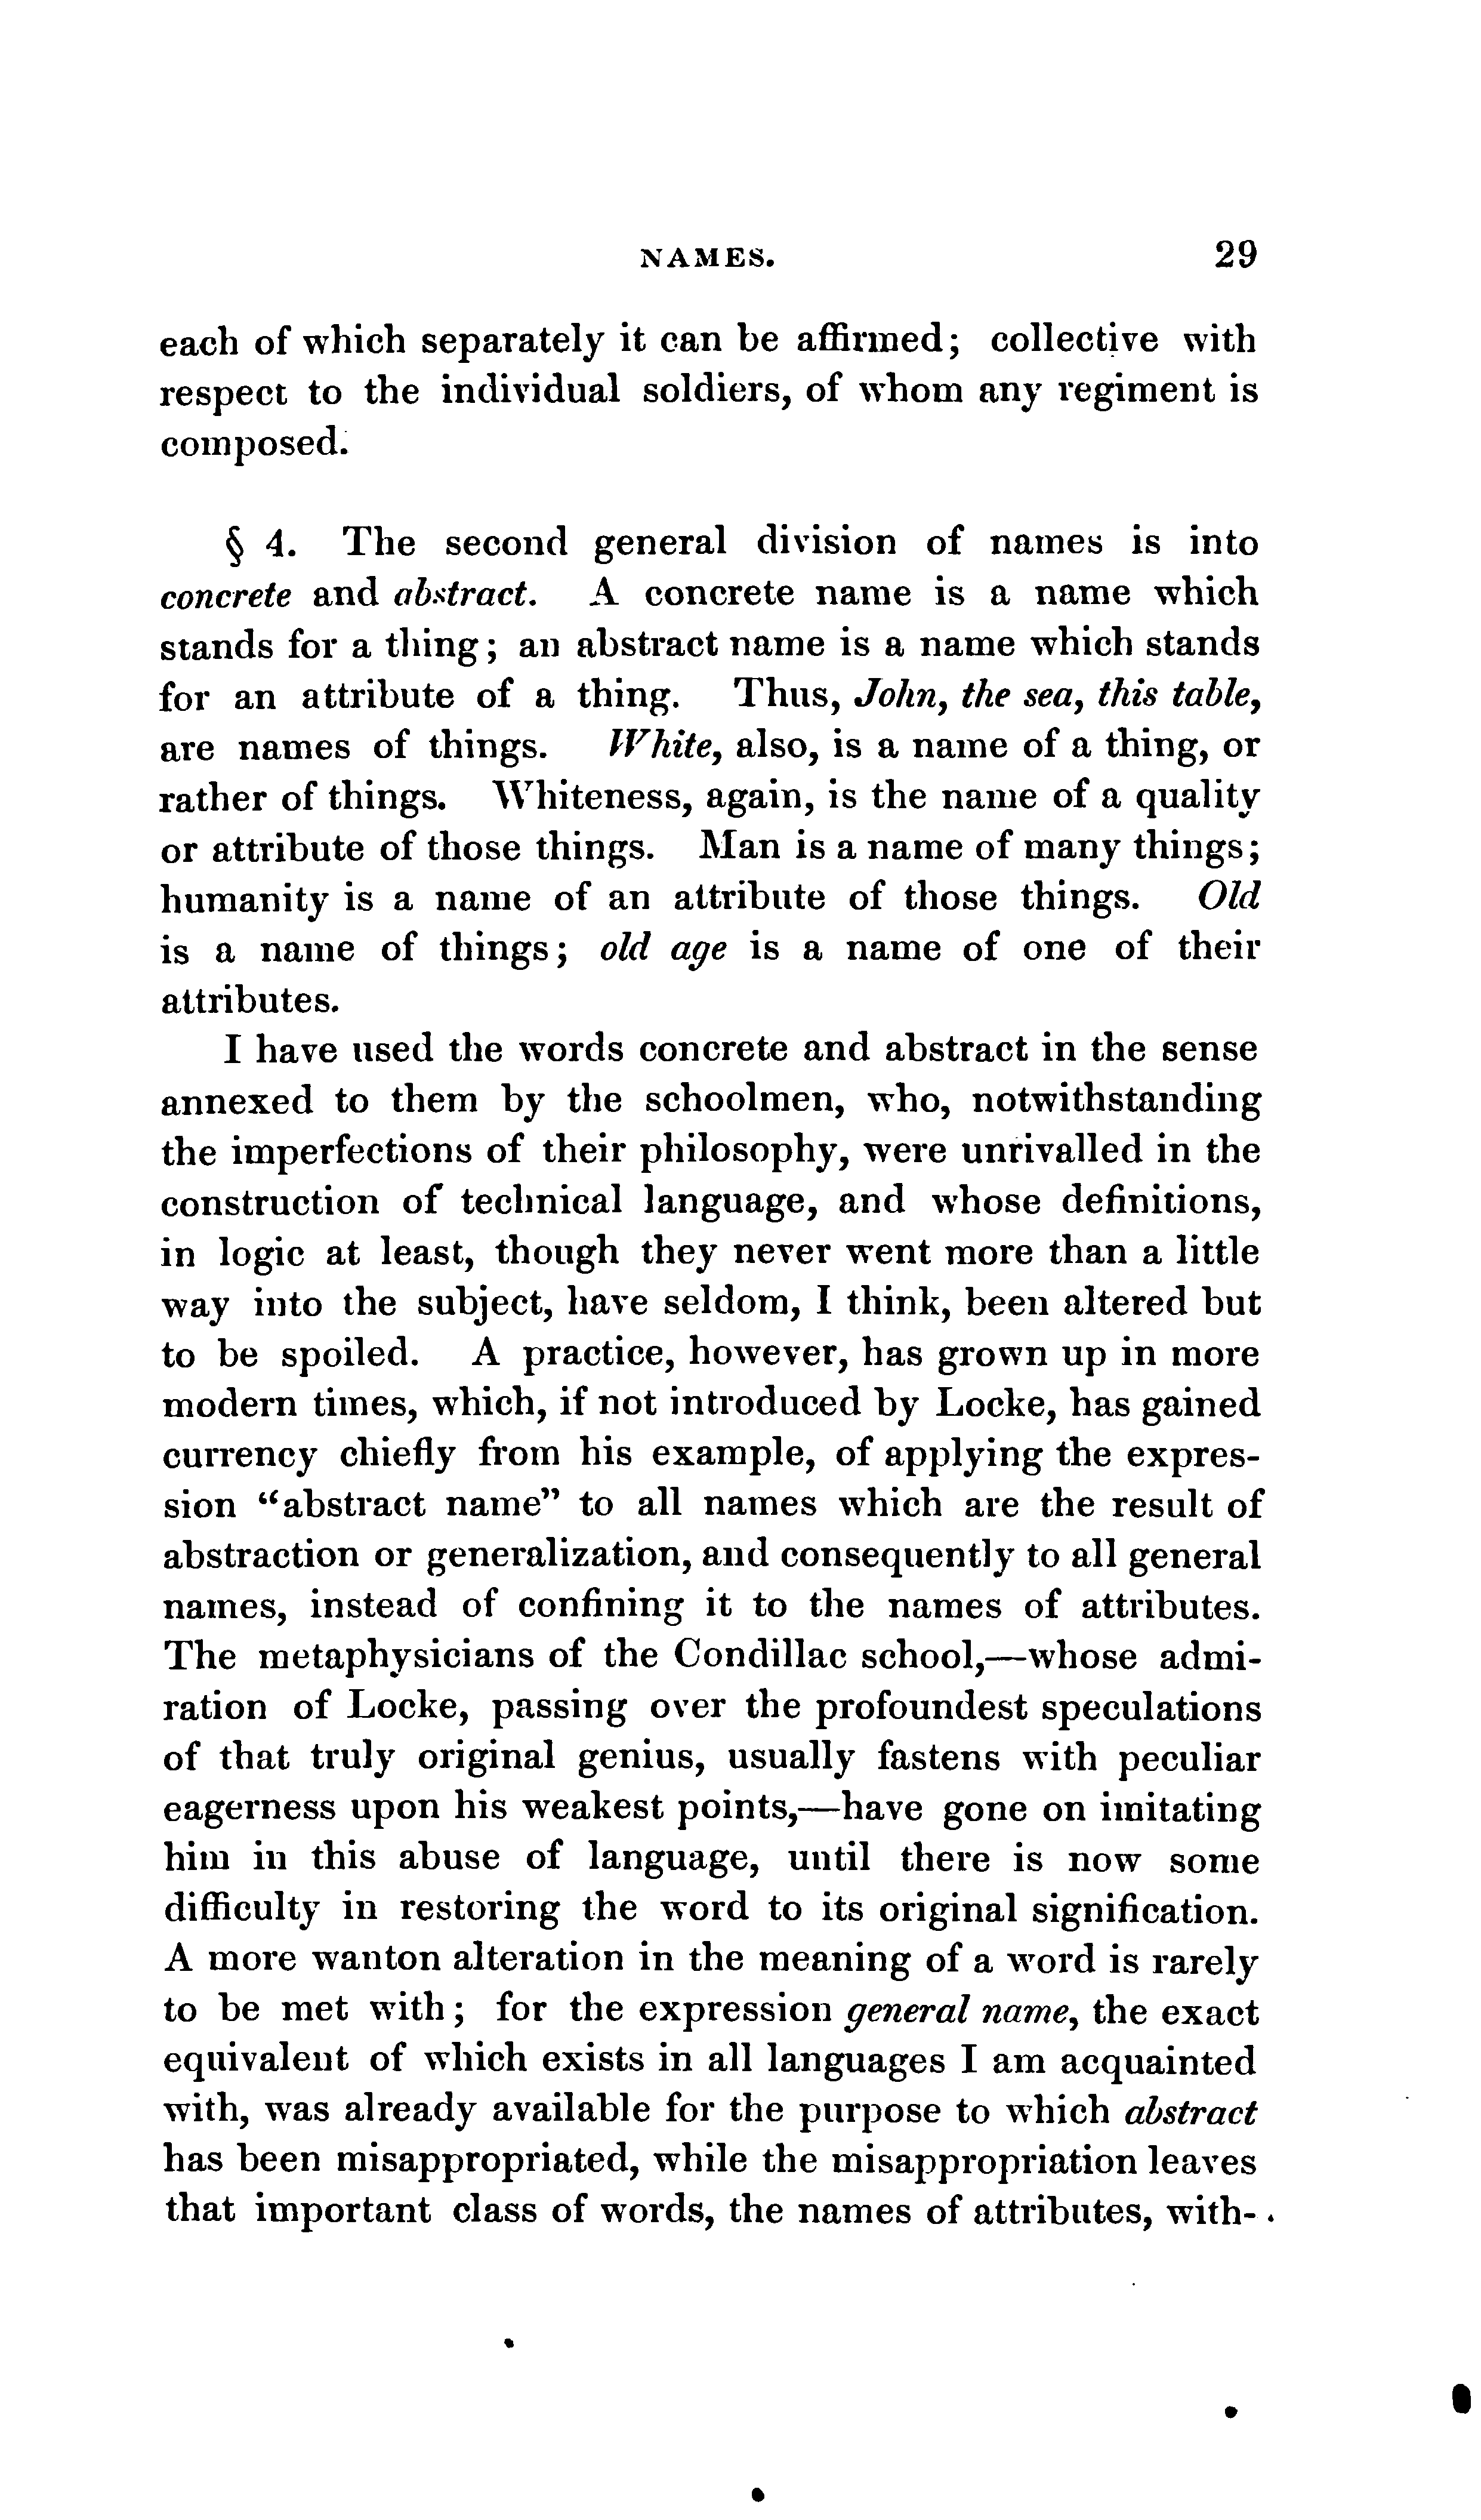 NAMES. 29
each of which separately it can be affirmed; collective with
respect to the individual soldiers, of whom any regiment is
composed.
§ 4. The second general division of names is into
concrete and abstract. A concrete name is a name which
stands for a thing; an abstract name is a name which stands
for an attribute of a thing. Thus, John, the sea, this table,
are names of things. White, also, is a name of a thing, or
rather of things. Whiteness, again, is the name of a quality
or attribute of those things. Man is a name of many things;
humanity is a name of an attribute of those things. Old
is a name of things; old age is a name of one of their
attributes.
I have used the words concrete and abstract in the sense
annexed to them by the schoolmen, who, notwithstanding
the imperfections of their philosophy, were unrivalled in the
construction of technical language, and whose definitions,
in logic at least, though they never went more than a little
way into the subject, have seldom, I think, been altered but
to be spoiled. A practice, however, has grown up in more
modern times, which, if not introduced by Locke, has gained
currency chiefly from his example, of applying the expres-
sion “abstract name” to all names which are the result of
abstraction or generalization, and consequently to all general
names, instead of confining it to the names of attributes.
The metaphysicians of the Condillac school,—whose admi-
ration of Locke, passing over the profoundest speculations
of that truly original genius, usually fastens with peculiar
eagerness upon his weakest points,—have gone on imitating
him in this abuse of language, until there is now some
difficulty in restoring the word to its original signification.
A more wanton alteration in the meaning of a word is rarely
to be met with; for the expression general name, the exact
equivalent of which exists in all languages I am acquainted
with, was already available for the purpose to which abstract
has been misappropriated, while the misappropriation leaves
that important class of words, the names of attributes, with-